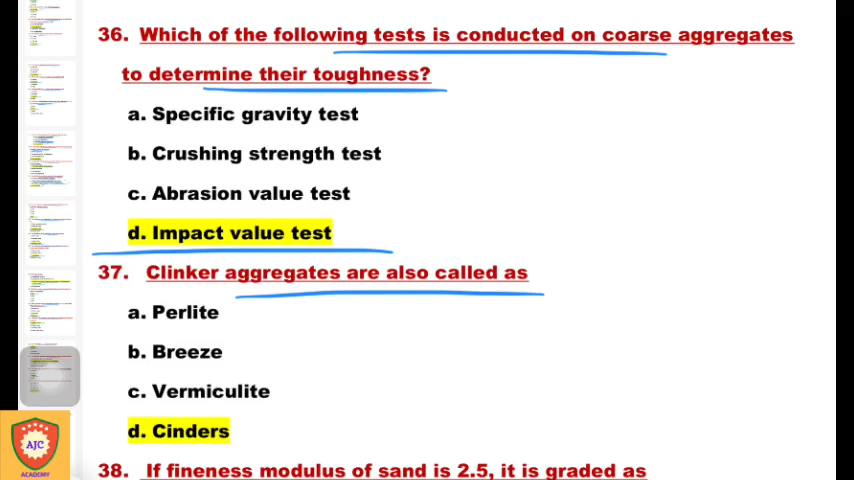 36. Which of the following tests is conducted on coarse aggregates
to determine their toughness?
a. Specific gravity test
b. Crushing strength test
c. Abrasion value test
d. Impact value test
37. Clinker aggregates are also called as
a. Perlite
b. Breeze
c. Vermiculite
d. Cinders
AJC
ACADEMY
38. If fineness modulus of sand is 2.5, it is graded as